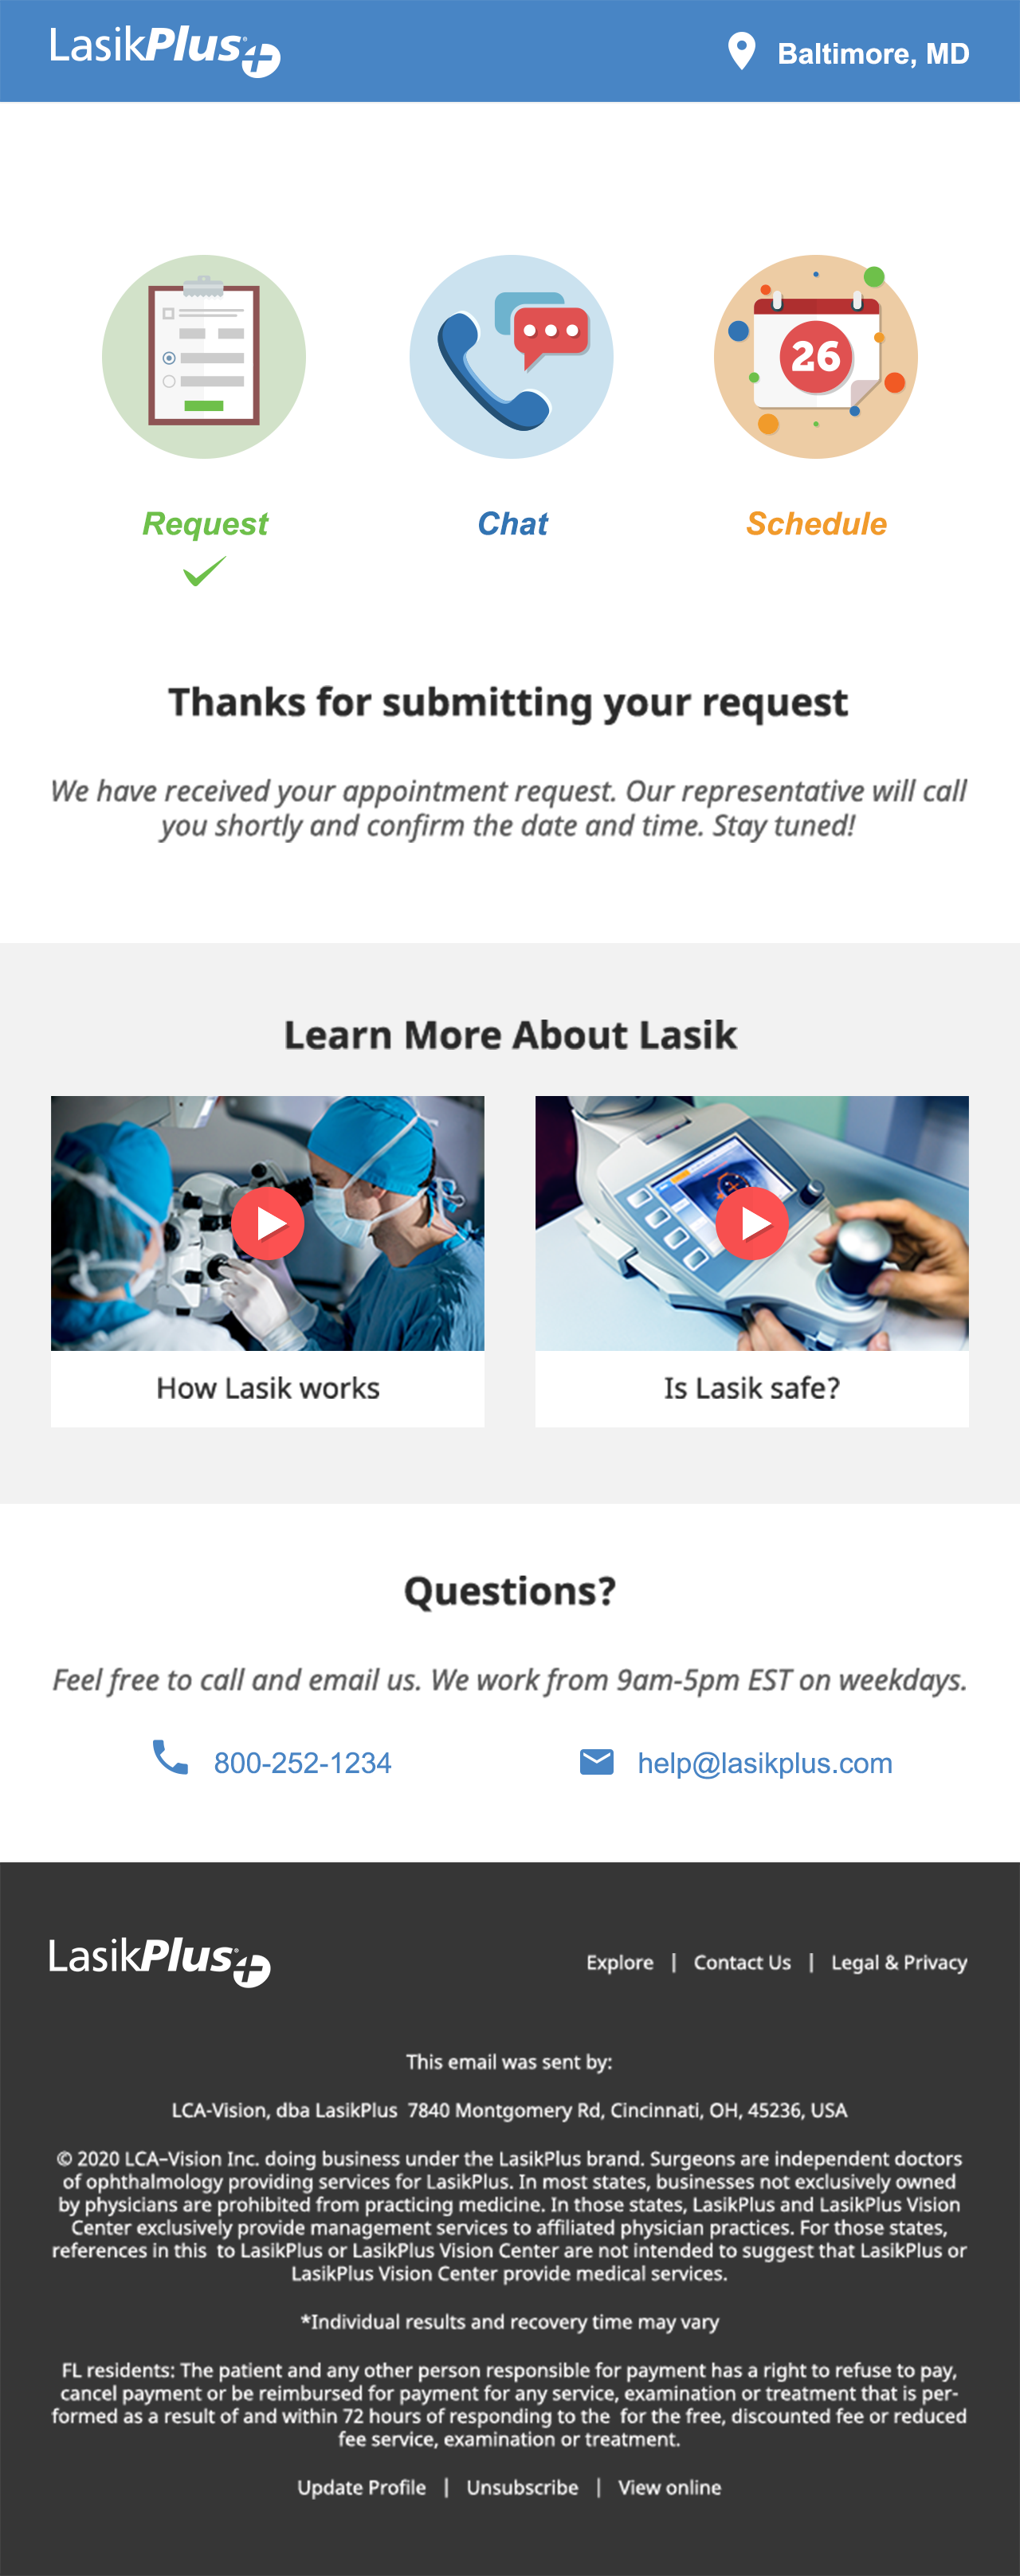 LasikPlus
Baltimore, MD
26
Request
Chat
Schedule
Thanks for submitting your request
We have received your appointment request. Our representative will call
you shortly and confirm the date and time. Stay tuned!
Learn More About Lasik
How Lasik works
Is Lasik safe?
Questions?
Feel free to call and email us. We work from 9am-5pm EST on weekdays.
800-252-1234
help@lasikplus.com
LasikPlus
Explore | Contact Us | Legal & Privacy
This email was sent by:
LCA-Vision, dba LasikPlus  7840 Montgomery Rd, Cincinnati, OH, 45236, USA
© 2020 LCA–Vision Inc. doing business under the LasikPlus brand. Surgeons are independent doctors
of ophthalmology providing services for LasikPlus. In most states, businesses not exclusively owned
by physicians are prohibited from practicing medicine. In those states, LasikPlus and LasikPlus Vision
Center exclusively provide management services to affiliated physician practices. For those states,
references in this  to LasikPlus or LasikPlus Vision Center are not intended to suggest that LasikPlus or
LasikPlus Vision Center provide medical services.
*Individual results and recovery time may vary
FL residents: The patient and any other person responsible for payment has a right to refuse to pay,
cancel payment or be reimbursed for payment for any service, examination or treatment that is per-
formed as a result of and within 72 hours of responding to the  for the free, discounted fee or reduced
fee service, examination or treatment.
Update Profile | Unsubscribe | View online